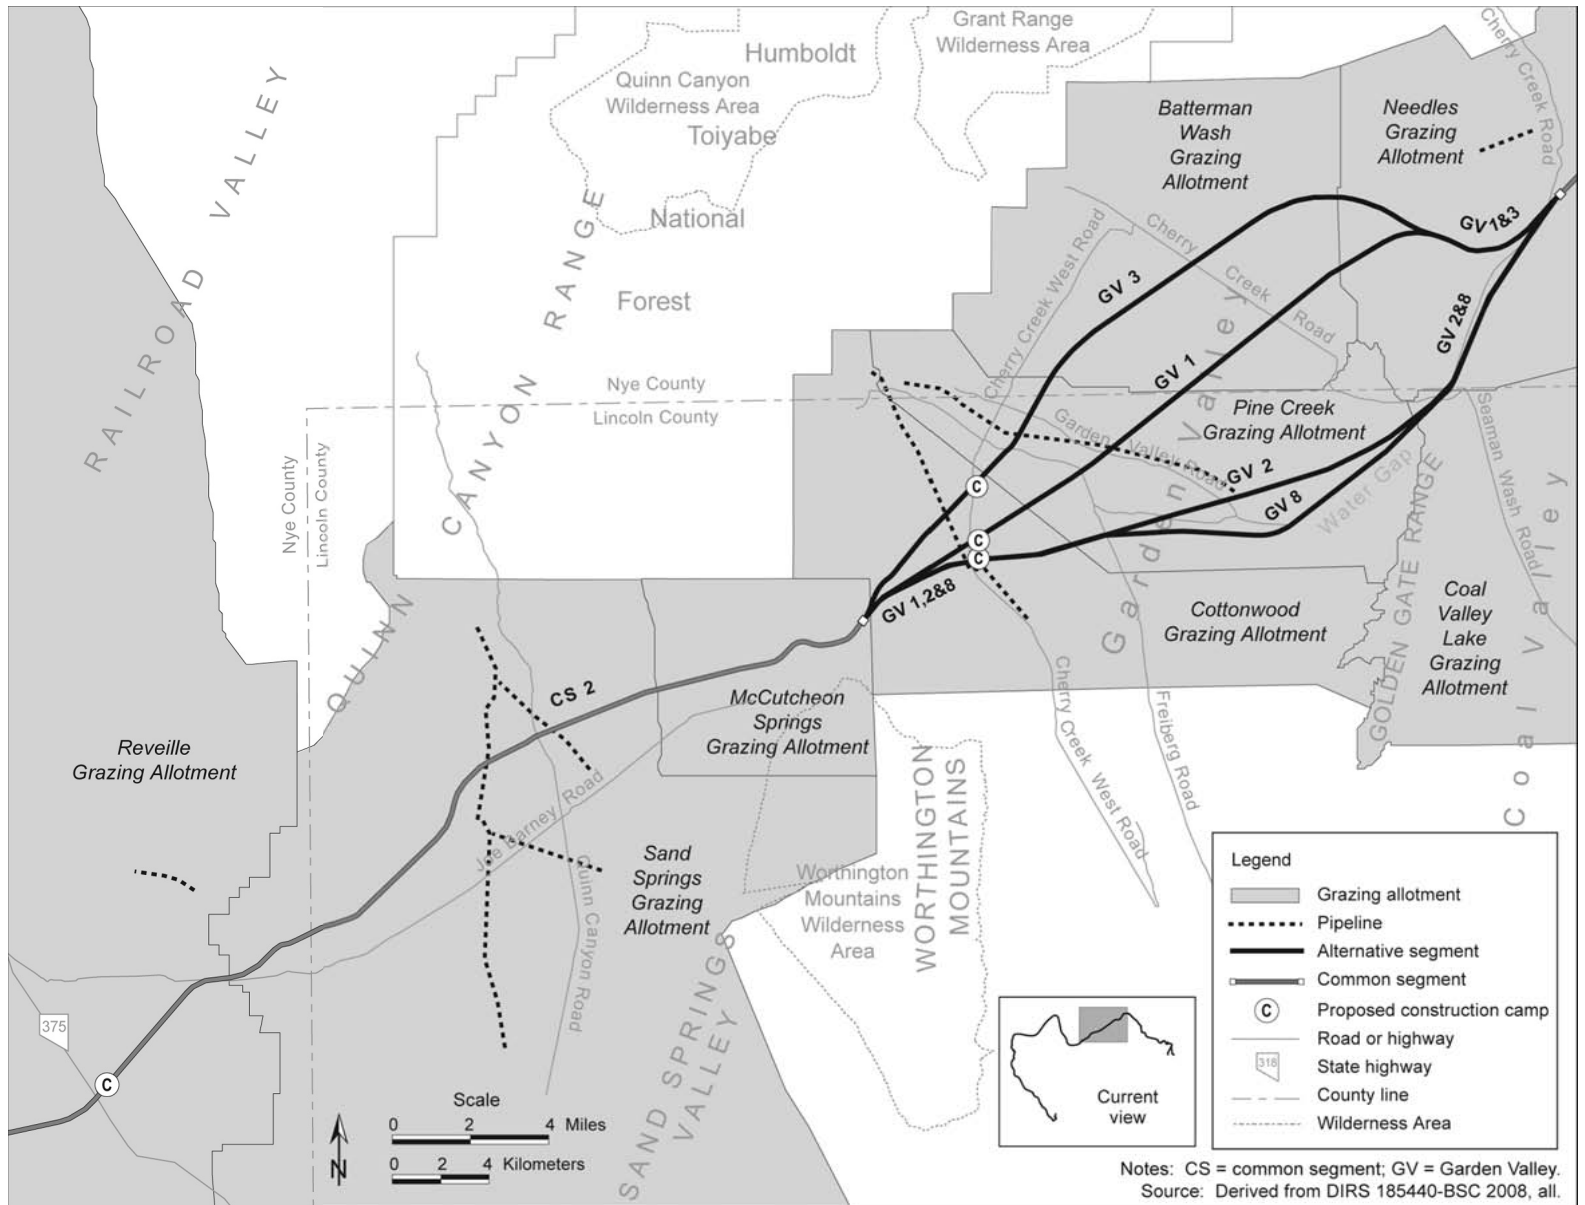 Grant Range
Wilderness Area
Humboldt
Quinn Canyon
Wilderness Area
Toiyabe
National
Forest
RAILROAD VALLEY
QUINN CANYON RANGE
Cherry Creek Road
Batterman
Wash
Grazing
Allotment
Needles
Grazing
Allotment
GV 1&3
Cherry Creek West Road
Cherry Creek Road
GV 3
GV 2&8
GV 1
Nye County
Lincoln County
Nye County
Lincoln County
Pine Creek
Grazing Allotment
Garden Valley Road
GV 2
GV 8
Water Gap
Seaman Wash Road
Garden Valley
Coal Valley
GOLDEN GATE RANGE
C
C
C
GV 1,2&8
Cottonwood
Grazing Allotment
Coal
Valley
Lake
Grazing
Allotment
CS 2
McCutcheon
Springs
Grazing Allotment
Cherry Creek West Road
Freiberg Road
Reveille
Grazing Allotment
Joe Barney Road
Quinn Canyon Road
WORTHINGTON
MOUNTAINS
Sand
Springs
Grazing
Allotment
Worthington
Mountains
Wilderness
Area
SAND SPRINGS
VALLEY
375
C
Scale
0 2 4 Miles
0 2 4 Kilometers
N
Current
view
Legend
Grazing allotment
Pipeline
Alternative segment
Common segment
C Proposed construction camp
Road or highway
318 State highway
County line
Wilderness Area
Notes: CS = common segment; GV = Garden Valley.
Source: Derived from DIRS 185440-BSC 2008, all.